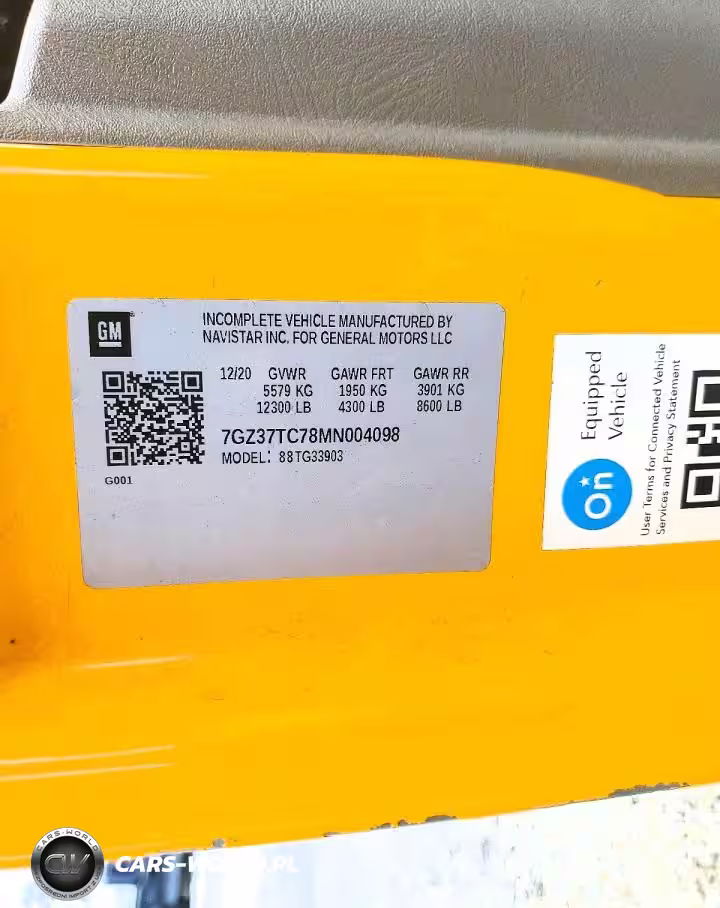 GM
INCOMPLETE VEHICLE MANUFACTURED BY
NAVISTAR INC. FOR GENERAL MOTORS LLC
12/20 GVWR GAWR FRT GAWR RR
5579 KG 1950 KG 3901 KG
12300 LB 4300 LB 8600 LB
7GZ37TC78MN004098
MODEL: 88TG33903
G001
On
Equipped
Vehicle
User Terms for Connected Vehicle
Services and Privacy Statement
CARS-WORLD
CW
CARS-WORLD.PL